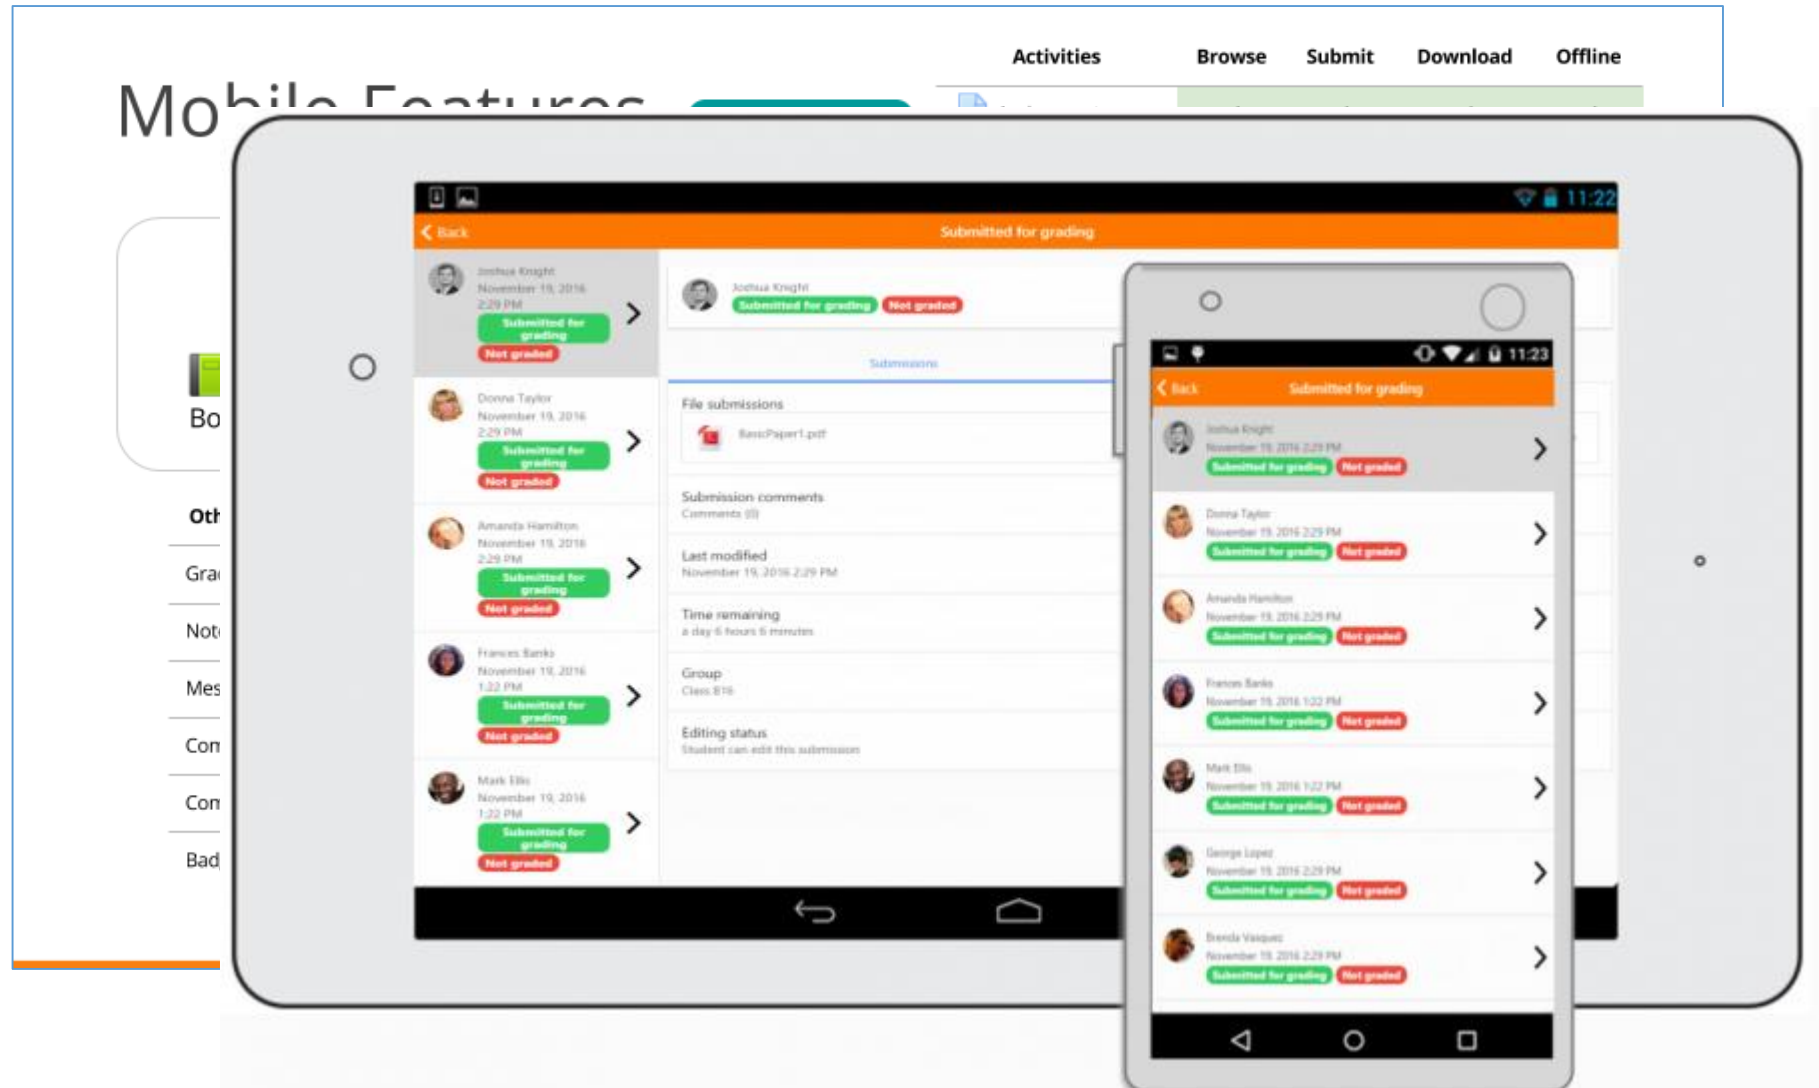 Activities Browse Submit Download Offline
Mobile Features
Bo
Oth
Gra
Not
Mes
Com
Com
Bad
11:22
Back
Submitted for grading
Joshua Knight
November 19, 2016
2:29 PM
Submitted for
grading
Not graded
Donna Taylor
November 19, 2016
2:29 PM
Submitted for
grading
Not graded
Amanda Hamilton
November 19, 2016
2:29 PM
Submitted for
grading
Not graded
Frances Banks
November 19, 2016
1:22 PM
Submitted for
grading
Not graded
Mark Ellis
November 19, 2016
1:22 PM
Submitted for
grading
Not graded
Joshua Knight
Submitted for grading Not graded
Submissions
File submissions
BasicPaper1.pdf
Submission comments
Comments (0)
Last modified
November 19, 2016 2:29 PM
Time remaining
a day 6 hours 6 minutes
Group
Class B16
Editing status
Student can edit this submission
11:23
Back
Submitted for grading
Joshua Knight
November 19, 2016 2:29 PM
Submitted for grading Not graded
Donna Taylor
November 19, 2016 2:29 PM
Submitted for grading Not graded
Amanda Hamilton
November 19, 2016 2:29 PM
Submitted for grading Not graded
Frances Banks
November 19, 2016 1:22 PM
Submitted for grading Not graded
Mark Ellis
November 19, 2016 1:22 PM
Submitted for grading Not graded
George Lopez
November 19, 2016 2:29 PM
Submitted for grading Not graded
Brenda Vasquez
November 19, 2016 2:29 PM
Submitted for grading Not graded